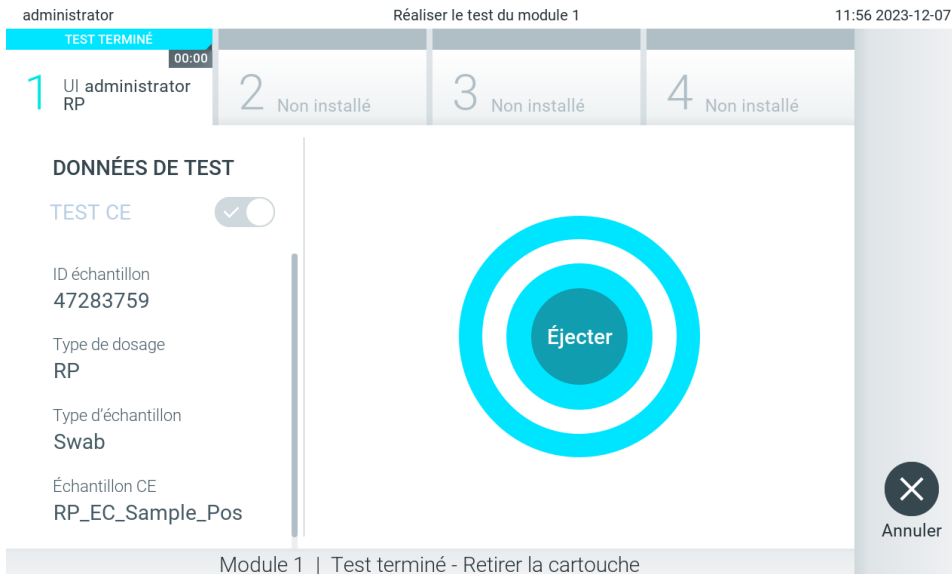 administrator
Réaliser le test du module 1
11:56 2023-12-07
TEST TERMINÉ
00:00
1
UI administrator
RP
2 Non installé
3 Non installé
4 Non installé
DONNÉES DE TEST
TEST CE
ID échantillon
47283759
Type de dosage
RP
Type d'échantillon
Swab
Échantillon CE
RP_EC_Sample_Pos
Éjecter
Annuler
Module 1 | Test terminé - Retirer la cartouche